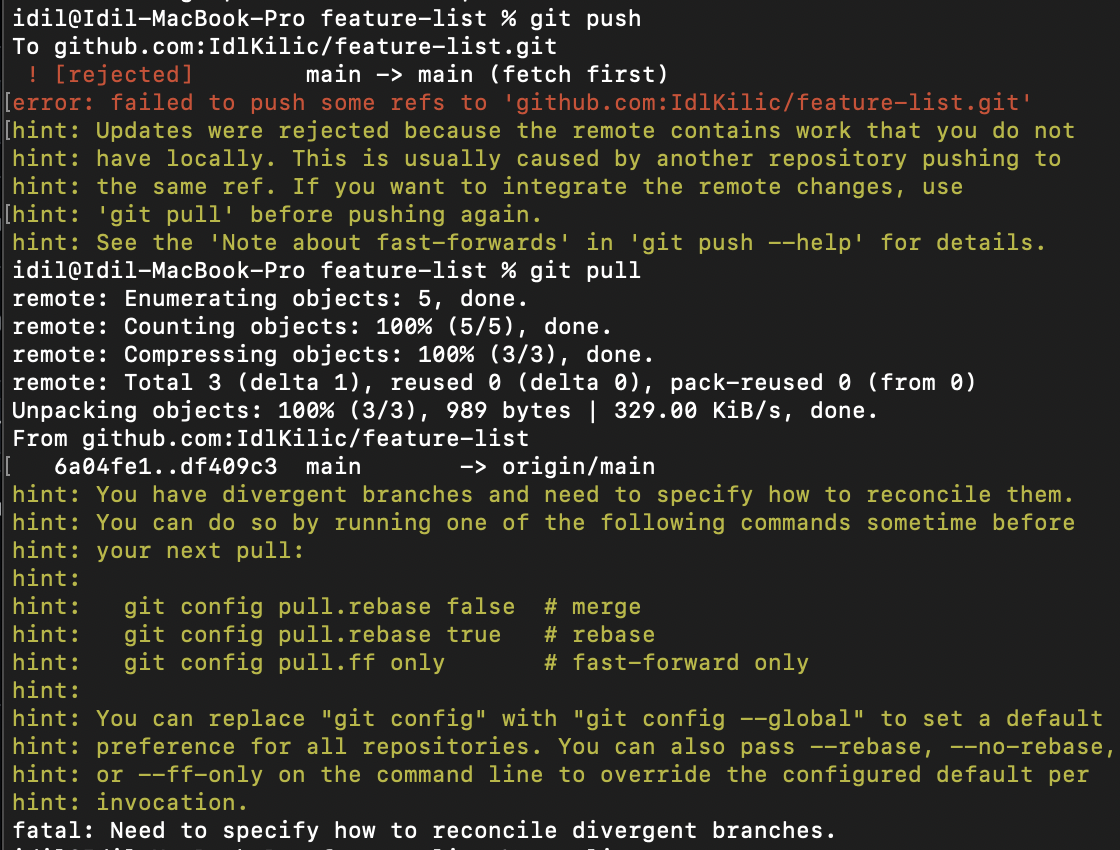 idil@Idil-MacBook-Pro feature-list % git push
To github.com:IdlKilic/feature-list.git
 ! [rejected]        main -> main (fetch first)
[error: failed to push some refs to 'github.com:IdlKilic/feature-list.git'
[hint: Updates were rejected because the remote contains work that you do not
hint: have locally. This is usually caused by another repository pushing to
hint: the same ref. If you want to integrate the remote changes, use
[hint: 'git pull' before pushing again.
hint: See the 'Note about fast-forwards' in 'git push --help' for details.
idil@Idil-MacBook-Pro feature-list % git pull
remote: Enumerating objects: 5, done.
remote: Counting objects: 100% (5/5), done.
remote: Compressing objects: 100% (3/3), done.
remote: Total 3 (delta 1), reused 0 (delta 0), pack-reused 0 (from 0)
Unpacking objects: 100% (3/3), 989 bytes | 329.00 KiB/s, done.
From github.com:IdlKilic/feature-list
[   6a04fe1..df409c3  main       -> origin/main
hint: You have divergent branches and need to specify how to reconcile them.
hint: You can do so by running one of the following commands sometime before
hint: your next pull:
hint:
hint:   git config pull.rebase false  # merge
hint:   git config pull.rebase true   # rebase
hint:   git config pull.ff only       # fast-forward only
hint:
hint: You can replace "git config" with "git config --global" to set a default
hint: preference for all repositories. You can also pass --rebase, --no-rebase,
hint: or --ff-only on the command line to override the configured default per
hint: invocation.
fatal: Need to specify how to reconcile divergent branches.